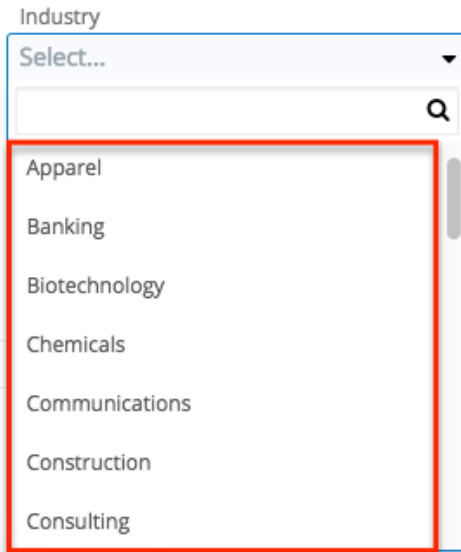 Industry
Select...
Apparel
Banking
Biotechnology
Chemicals
Communications
Construction
Consulting